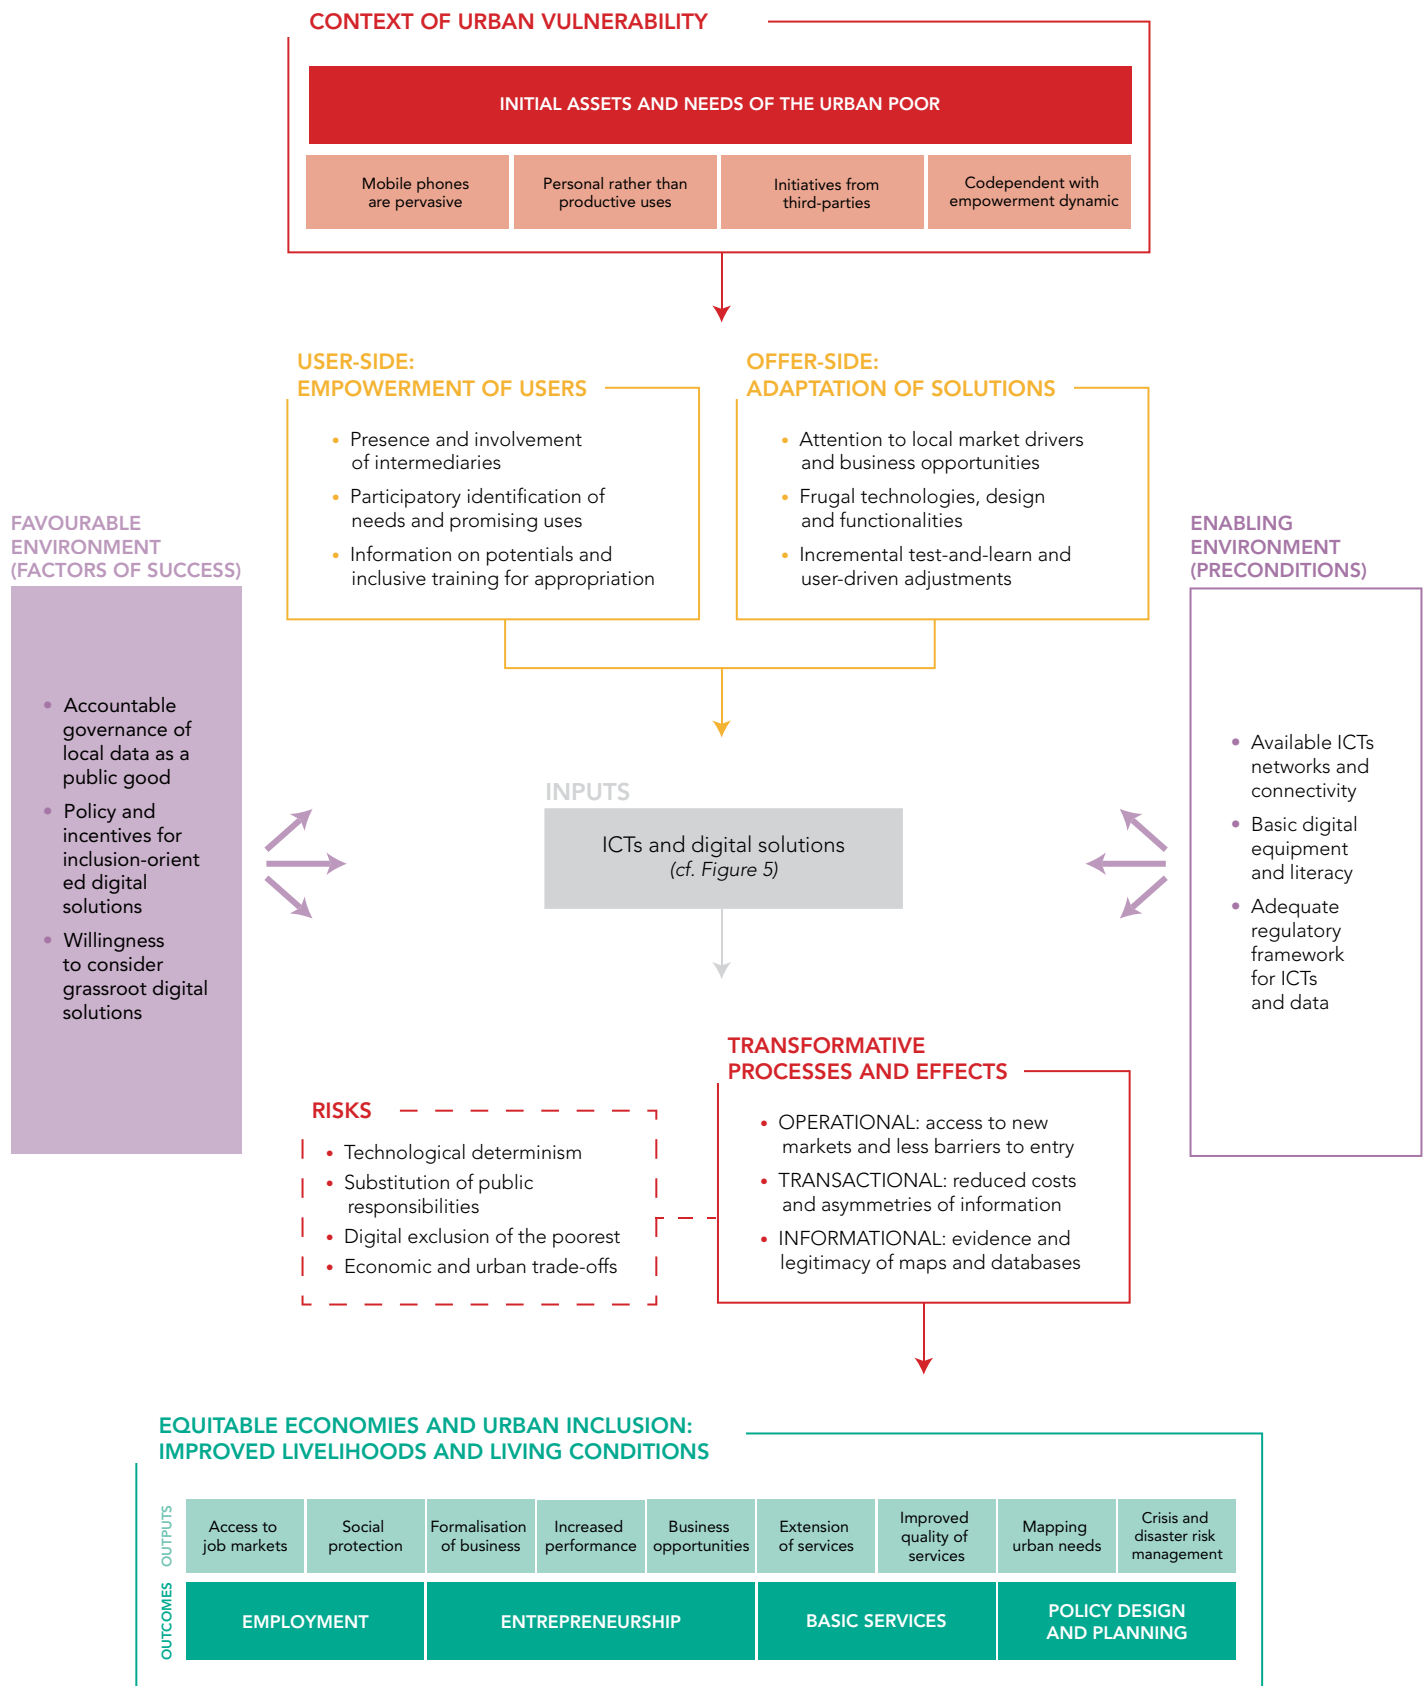 CONTEXT OF URBAN VULNERABILITY
INITIAL ASSETS AND NEEDS OF THE URBAN POOR
Mobile phones
are pervasive
Personal rather than
productive uses
Initiatives from
third-parties
Codependent with
empowerment dynamic
USER-SIDE:
EMPOWERMENT OF USERS
• Presence and involvement
of intermediaries
• Participatory identification of
needs and promising uses
• Information on potentials and
inclusive training for appropriation
OFFER-SIDE:
ADAPTATION OF SOLUTIONS
• Attention to local market drivers
and business opportunities
• Frugal technologies, design
and functionalities
• Incremental test-and-learn and
user-driven adjustments
FAVOURABLE
ENVIRONMENT
(FACTORS OF SUCCESS)
• Accountable
governance of
local data as a
public good
• Policy and
incentives for
inclusion-orient
ed digital
solutions
• Willingness
to consider
grassroot digital
solutions
ENABLING
ENVIRONMENT
(PRECONDITIONS)
• Available ICTs
networks and
connectivity
• Basic digital
equipment
and literacy
• Adequate
regulatory
framework
for ICTs
and data
INPUTS
ICTs and digital solutions
(cf. Figure 5)
RISKS
• Technological determinism
• Substitution of public
responsibilities
• Digital exclusion of the poorest
• Economic and urban trade-offs
TRANSFORMATIVE
PROCESSES AND EFFECTS
• OPERATIONAL: access to new
markets and less barriers to entry
• TRANSACTIONAL: reduced costs
and asymmetries of information
• INFORMATIONAL: evidence and
legitimacy of maps and databases
EQUITABLE ECONOMIES AND URBAN INCLUSION:
IMPROVED LIVELIHOODS AND LIVING CONDITIONS
OUTPUTS
Access to
job markets
Social
protection
Formalisation
of business
Increased
performance
Business
opportunities
Extension
of services
Improved
quality of
services
Mapping
urban needs
Crisis and
disaster risk
management
OUTCOMES
EMPLOYMENT
ENTREPRENEURSHIP
BASIC SERVICES
POLICY DESIGN
AND PLANNING